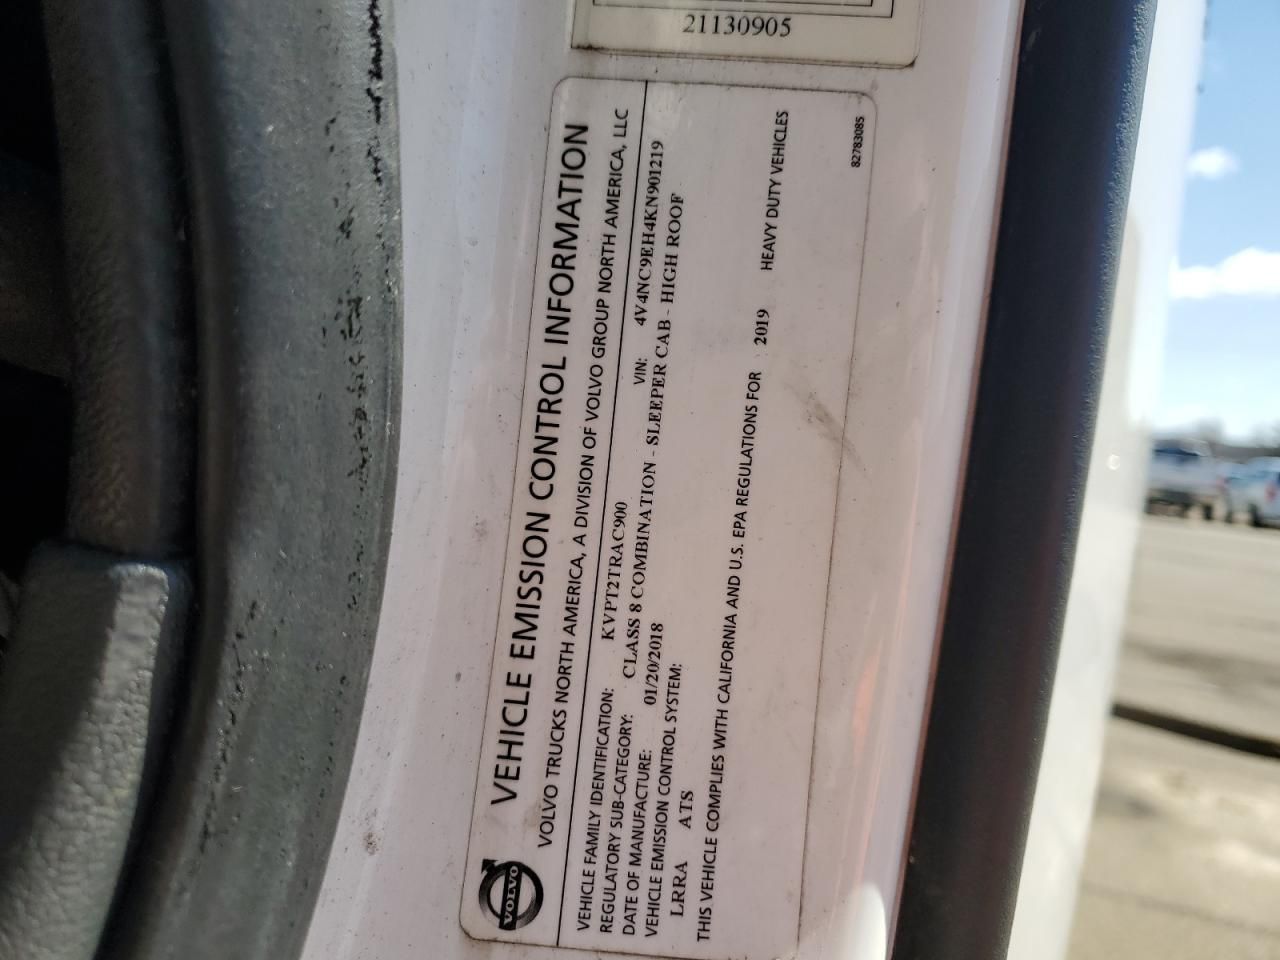 21130905
VEHICLE EMISSION CONTROL INFORMATION
VOLVO
VOLVO TRUCKS NORTH AMERICA, A DIVISION OF VOLVO GROUP NORTH AMERICA, LLC
VEHICLE FAMILY IDENTIFICATION: KVPT2TRAC900 VIN: 4V4NC9EH4KN901219
REGULATORY SUB-CATEGORY: CLASS 8 COMBINATION - SLEEPER CAB - HIGH ROOF
DATE OF MANUFACTURE: 01/20/2018
VEHICLE EMISSION CONTROL SYSTEM:
LRRA ATS
THIS VEHICLE COMPLIES WITH CALIFORNIA AND U.S. EPA REGULATIONS FOR 2019 HEAVY DUTY VEHICLES
82783085